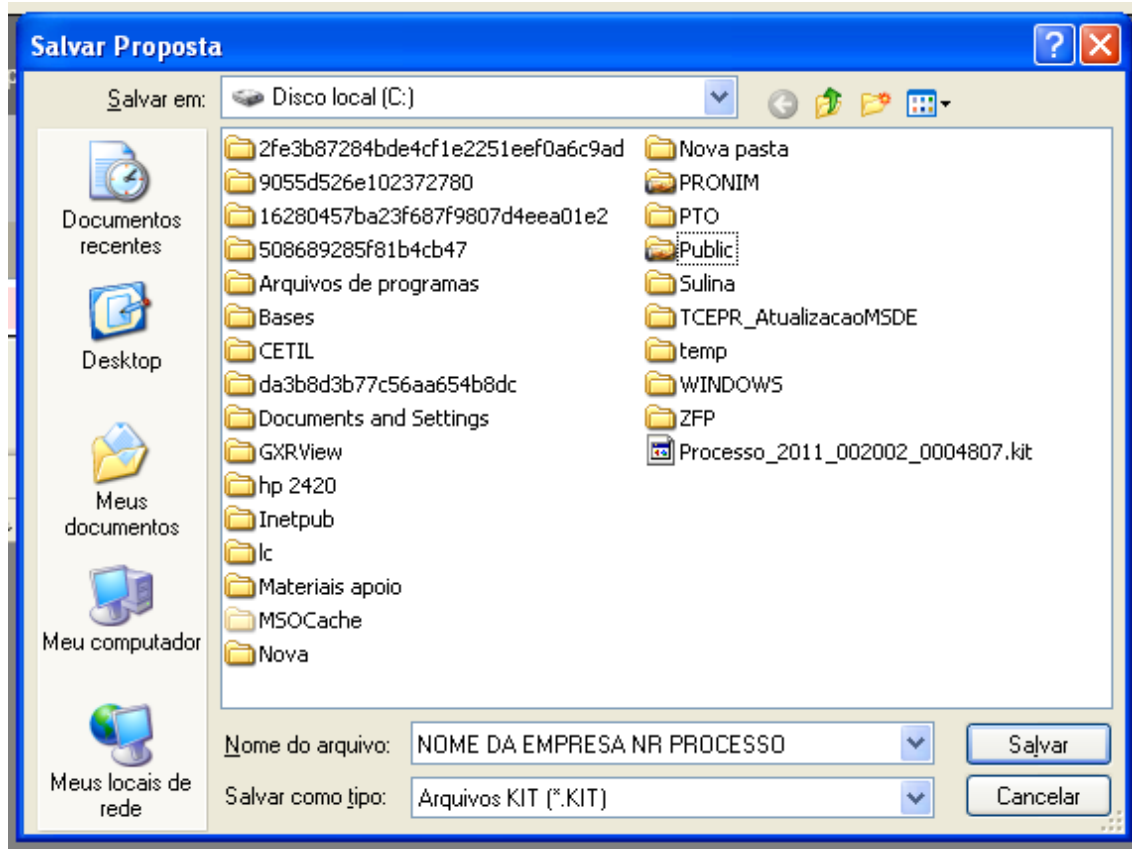 Salvar Proposta
Salvar em:
Disco local (C:)
Documentos
recentes
Desktop
Meus
documentos
Meu computador
Meus locais de
rede
2fe3b87284bde4cf1e2251eef0a6c9ad
9055d526e102372780
16280457ba23f687f9807d4eea01e2
508689285f81b4cb47
Arquivos de programas
Bases
CETIL
da3b8d3b77c56aa654b8dc
Documents and Settings
GXRView
hp 2420
Inetpub
lc
Materiais apoio
MSOCache
Nova
Nova pasta
PRONIM
PTO
Public
Sulina
TCEPR_AtualizacaoMSDE
temp
WINDOWS
ZFP
Processo_2011_002002_0004807.kit
Nome do arquivo:
NOME DA EMPRESA NR PROCESSO
Salvar
Salvar como tipo:
Arquivos KIT (*.KIT)
Cancelar